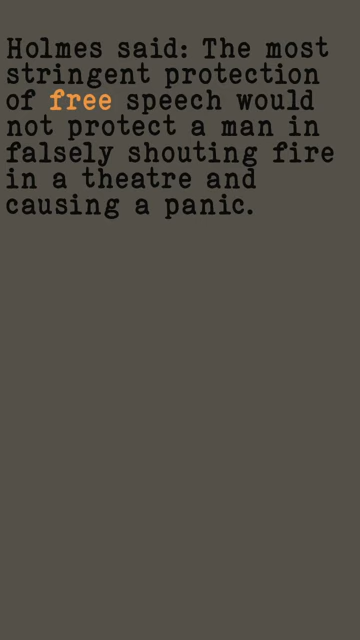 Holmes said: The most
stringent protection
of free speech would
not protect a man in
falsely shouting fire
in a theatre and
causing a panic.